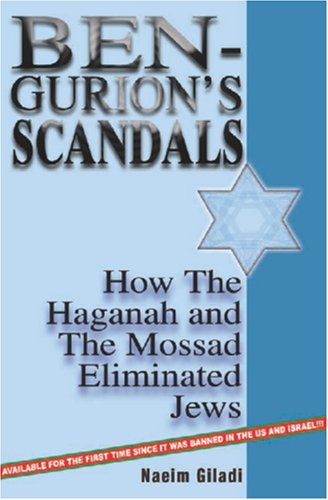 BEN-
GURION'S
SCANDALS
How The
Haganah and
The Mossad
Eliminated
Jews
AVAILABLE FOR THE FIRST TIME SINCE IT WAS BANNED IN THE US AND ISRAEL!!!
Naeim Giladi